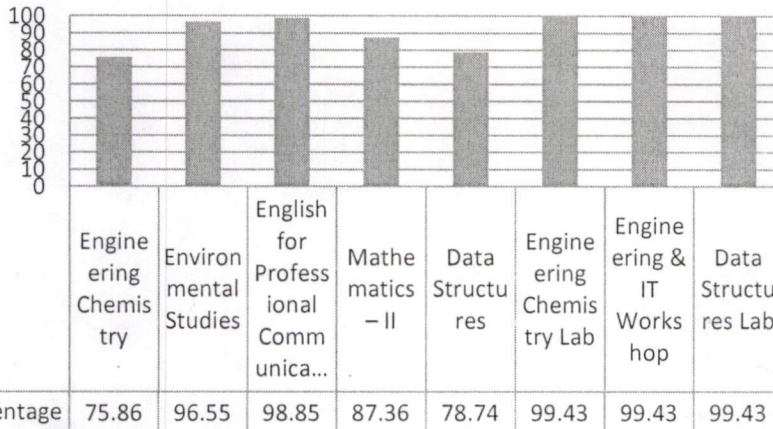 100
90
80
70
60
50
40
30
20
10
0
Engine
ering
Chemis
try
Environ
mental
Studies
English
for
Profess
ional
Comm
unica...
Mathe
matics
– II
Data
Structu
res
Engine
ering
Chemis
try Lab
Engine
ering &
IT
Works
hop
Data
Structu
res Lab
entage 75.86 96.55 98.85 87.36 78.74 99.43 99.43 99.43